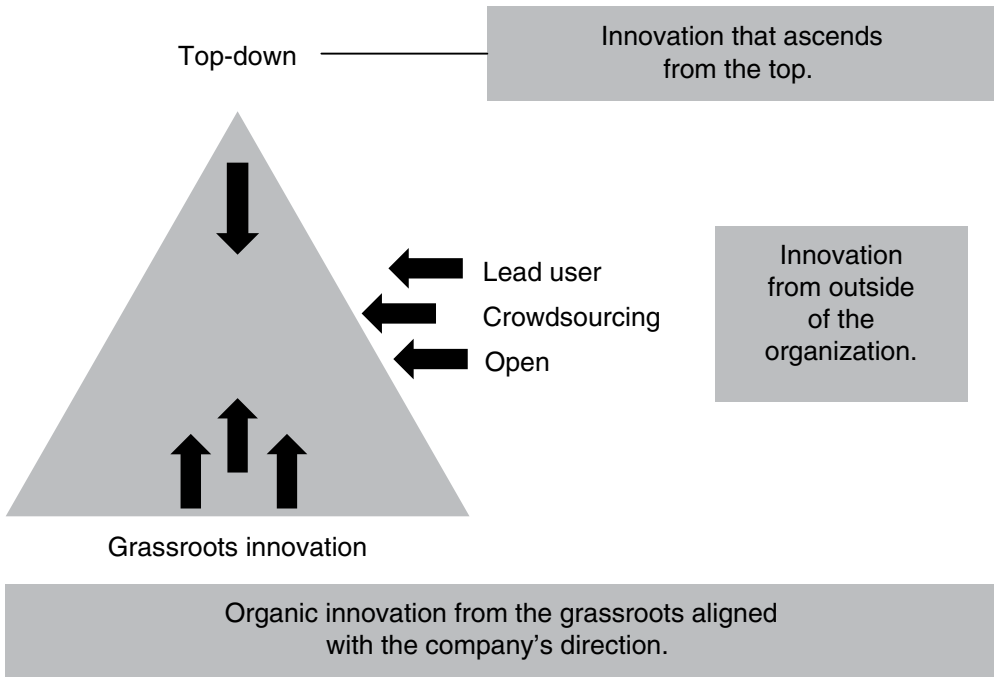 Top-down
Innovation that ascends
from the top.
Lead user
Crowdsourcing
Open
Innovation
from outside
of the
organization.
Grassroots innovation
Organic innovation from the grassroots aligned
with the company's direction.